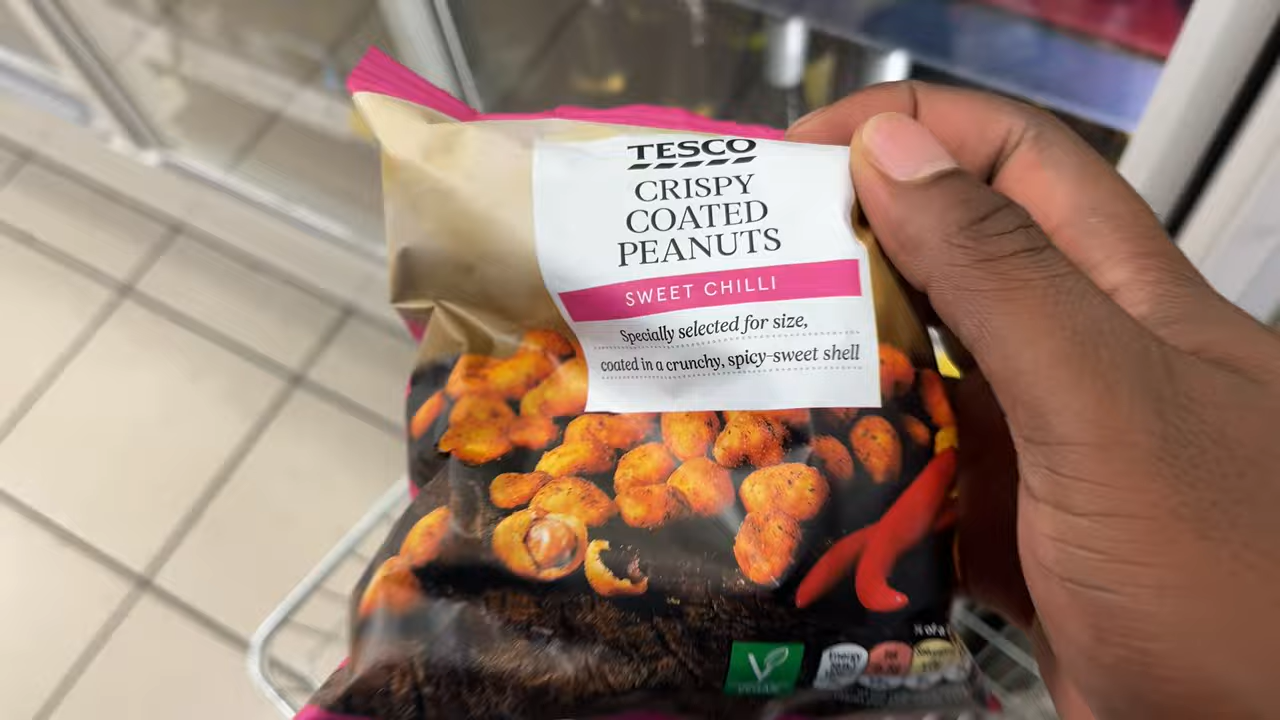 TESCO
CRISPY
COATED
PEANUTS
SWEET CHILLI
Specially selected for size,
coated in a crunchy, spicy-sweet shell